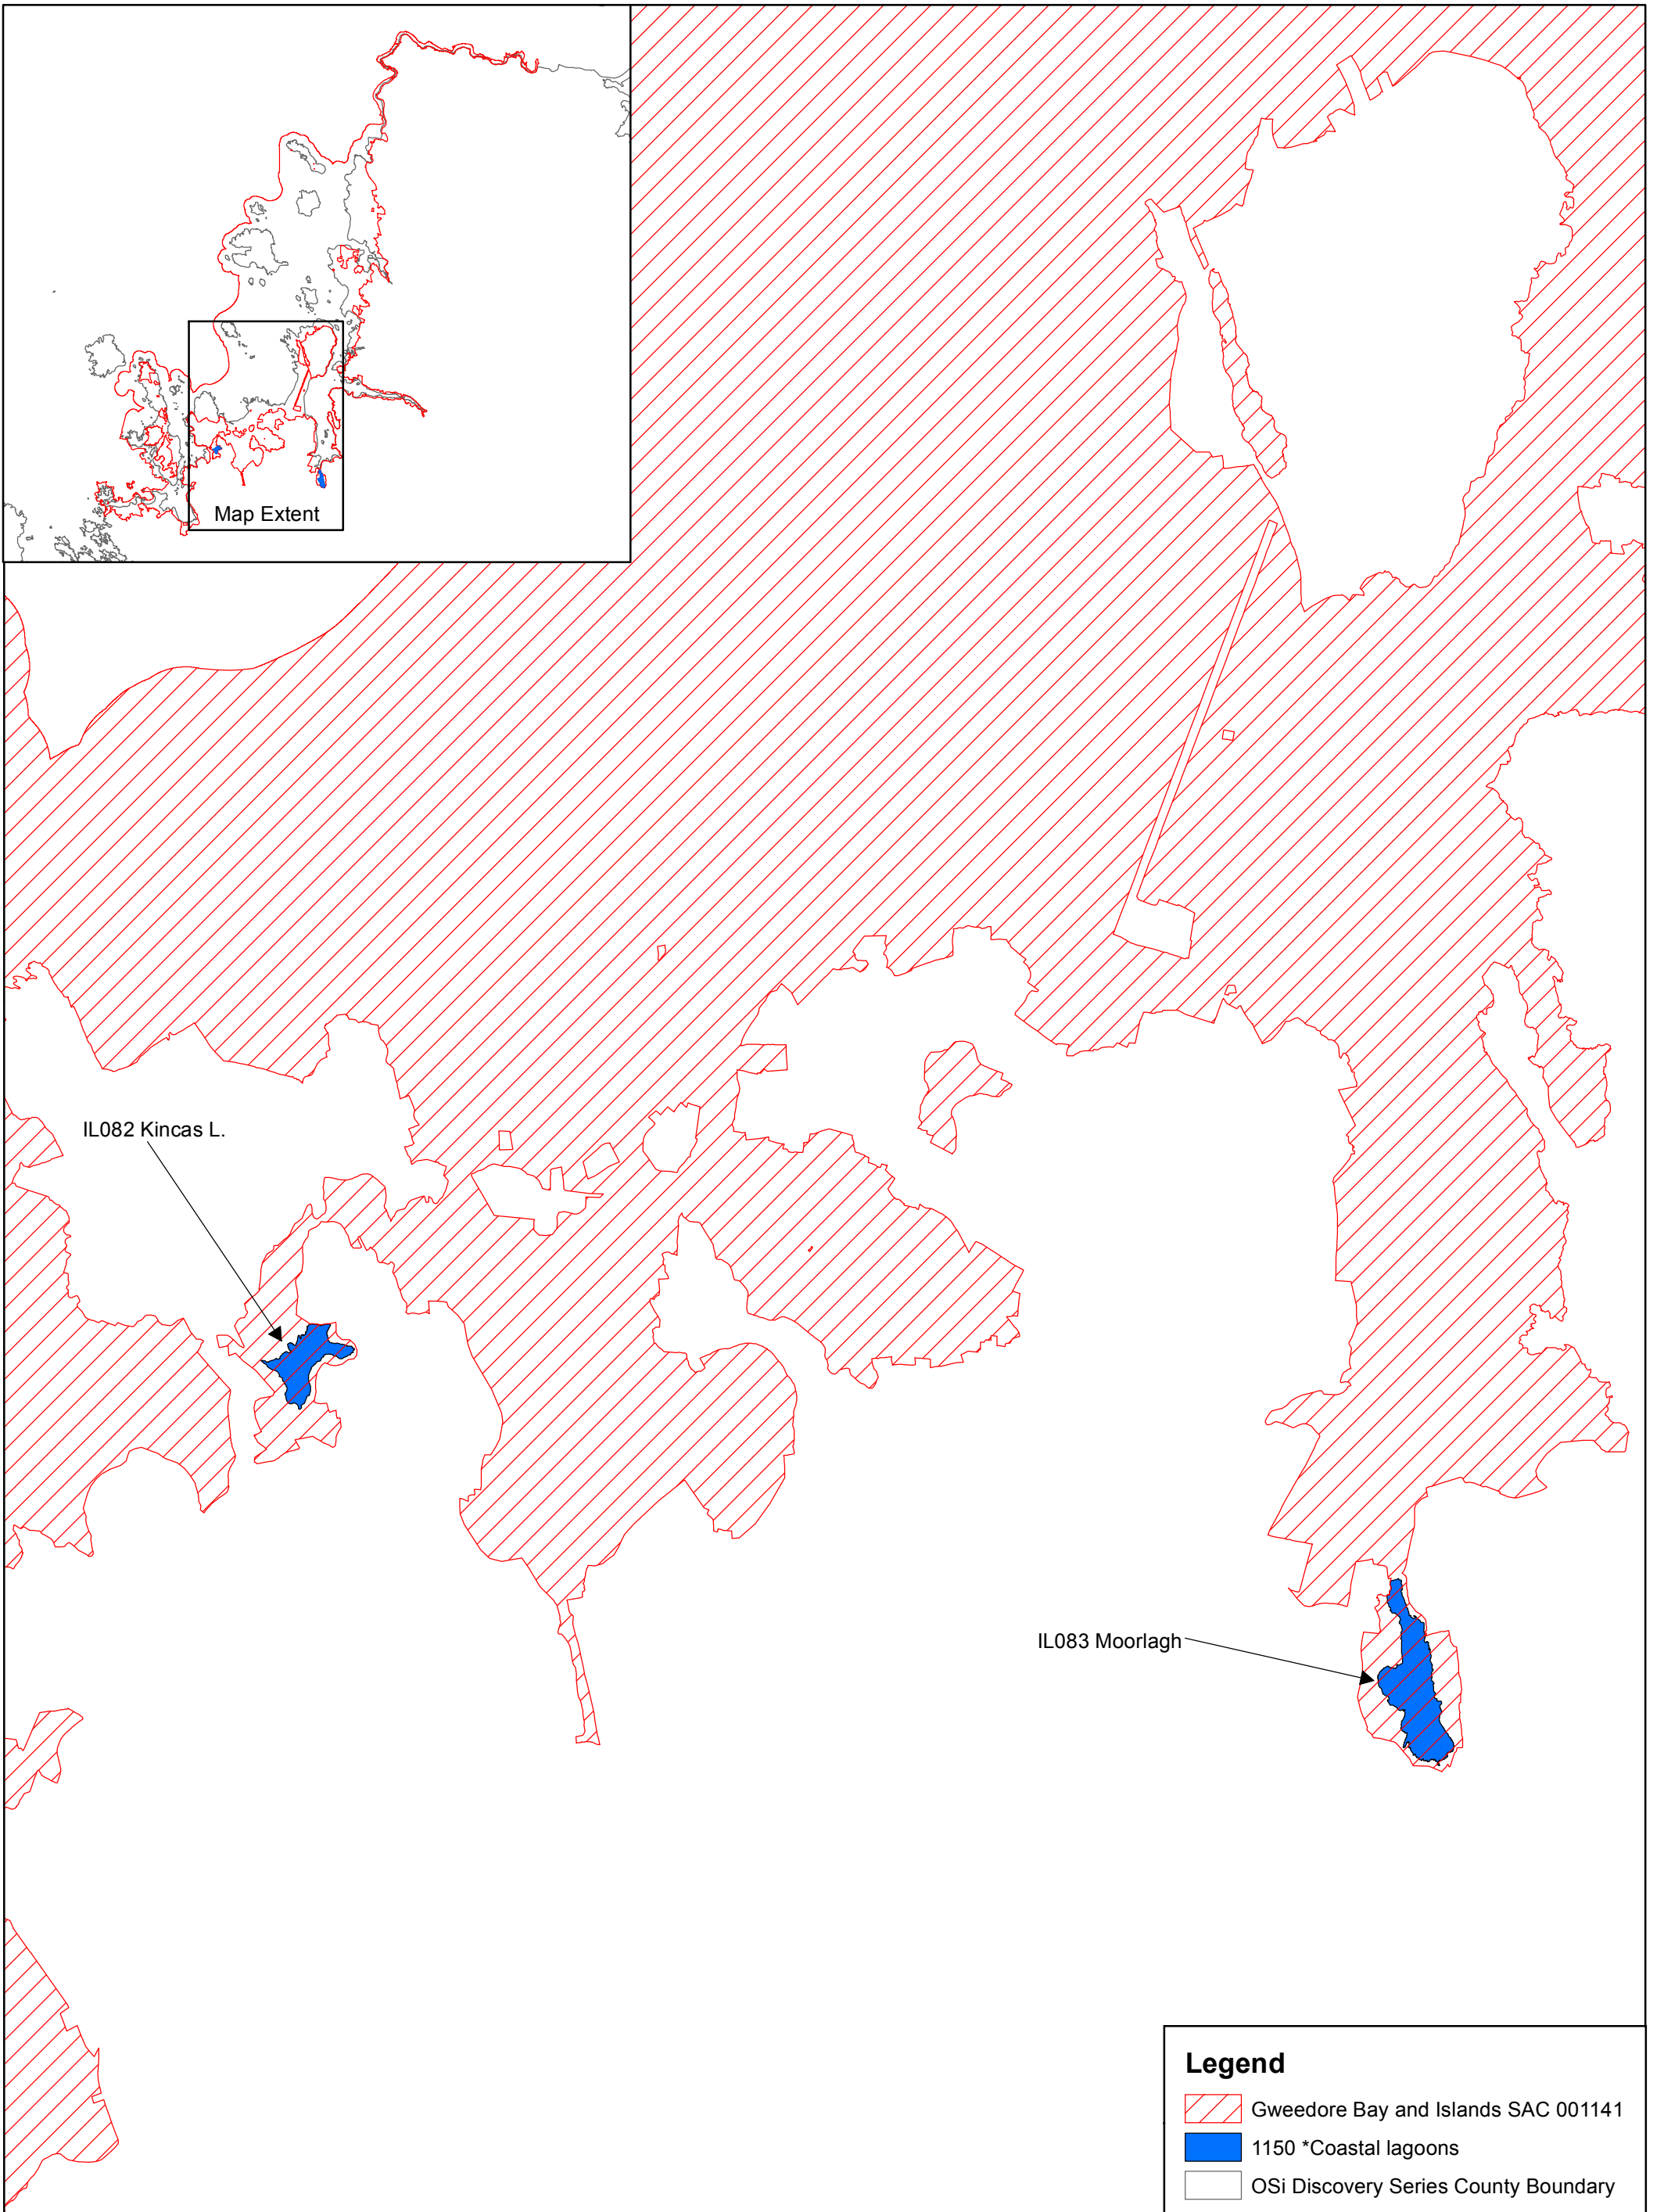 Map Extent
IL082 Kincas L.
IL083 Moorlagh
Legend
Gweedore Bay and Islands SAC 001141
1150 *Coastal lagoons
OSi Discovery Series County Boundary